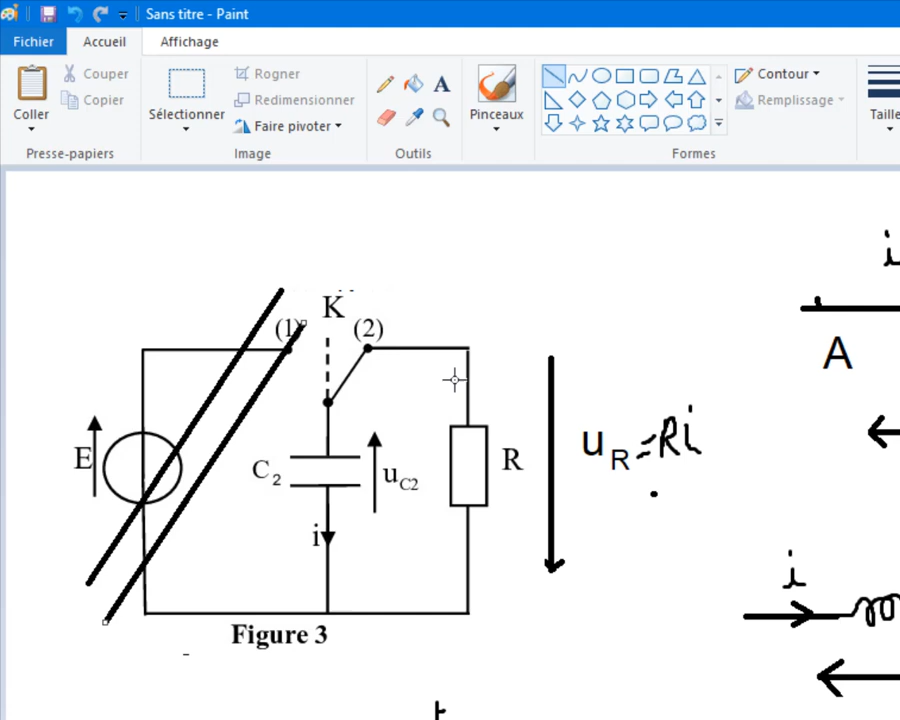 Sans titre - Paint
Fichier Accueil Affichage
Coller
Couper
Copier
Presse-papiers
Sélectionner
Rogner
Redimensionner
Faire pivoter
Image
A
Outils
Pinceaux
Formes
Contour
Remplissage
Taille
K
(1) (2)
E
C2
uC2
R
i
uR = Ri
Figure 3
i
A
i